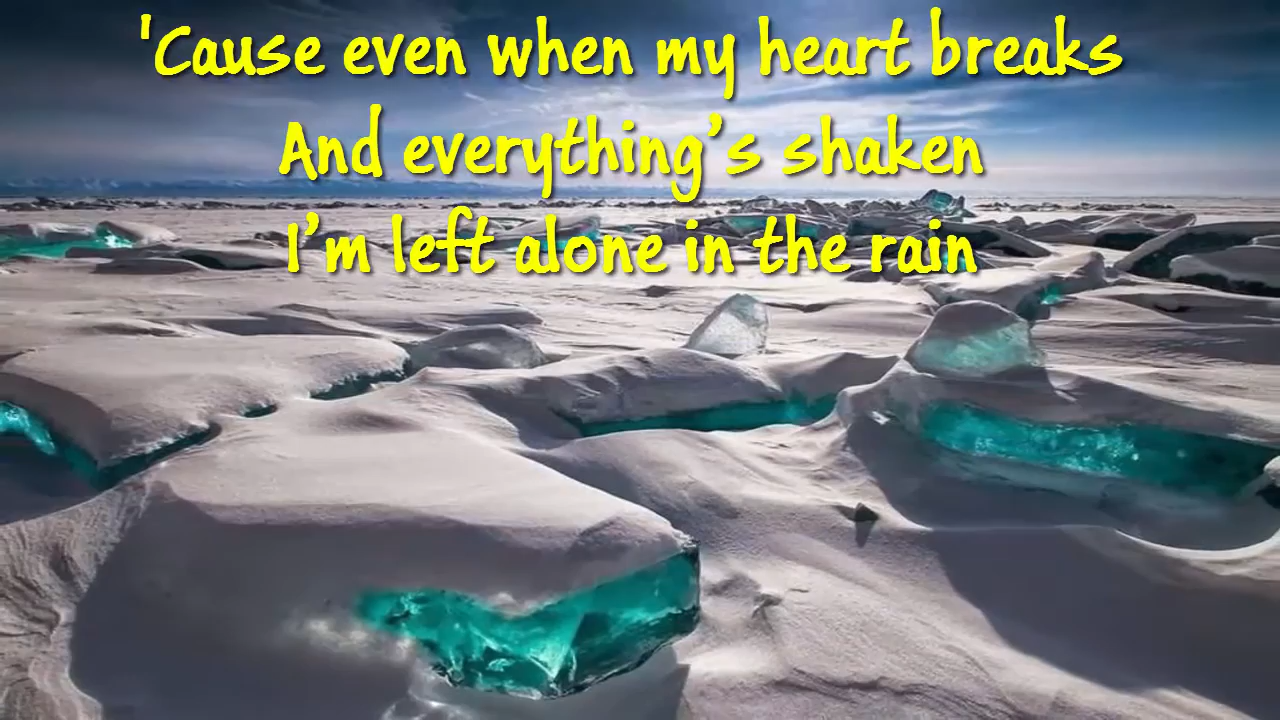 'Cause even when my heart breaks
And everything's shaken
I'm left alone in the rain